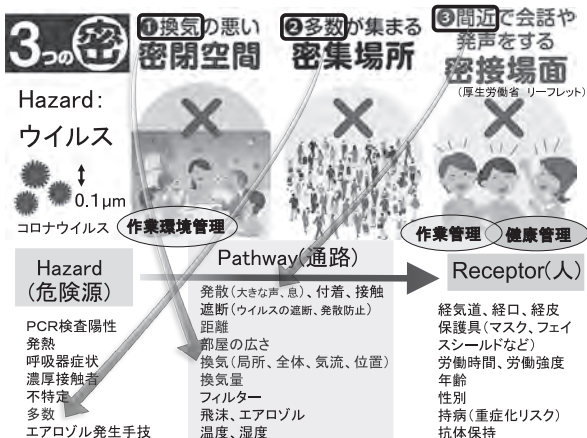 3つの密
❶換気の悪い
密閉空間
❷多数が集まる
密集場所
❸間近で会話や
発声をする
密接場面
(厚生労働省 リーフレット)
Hazard:
ウイルス
0.1μm
コロナウイルス
作業環境管理
作業管理
健康管理
Hazard
(危険源)
PCR検査陽性
発熱
呼吸器症状
濃厚接触者
不特定
多数
エアロゾル発生手技
Pathway(通路)
発散(大きな声、息)、付着、接触
遮断(ウイルスの遮断、発散防止)
距離
部屋の広さ
換気(局所、全体、気流、位置)
換気量
フィルター
飛沫、エアロゾル
温度、湿度
Receptor(人)
経気道、経口、経皮
保護具(マスク、フェイ
スシールドなど)
労働時間、労働強度
年齢
性別
持病(重症化リスク)
抗体保持